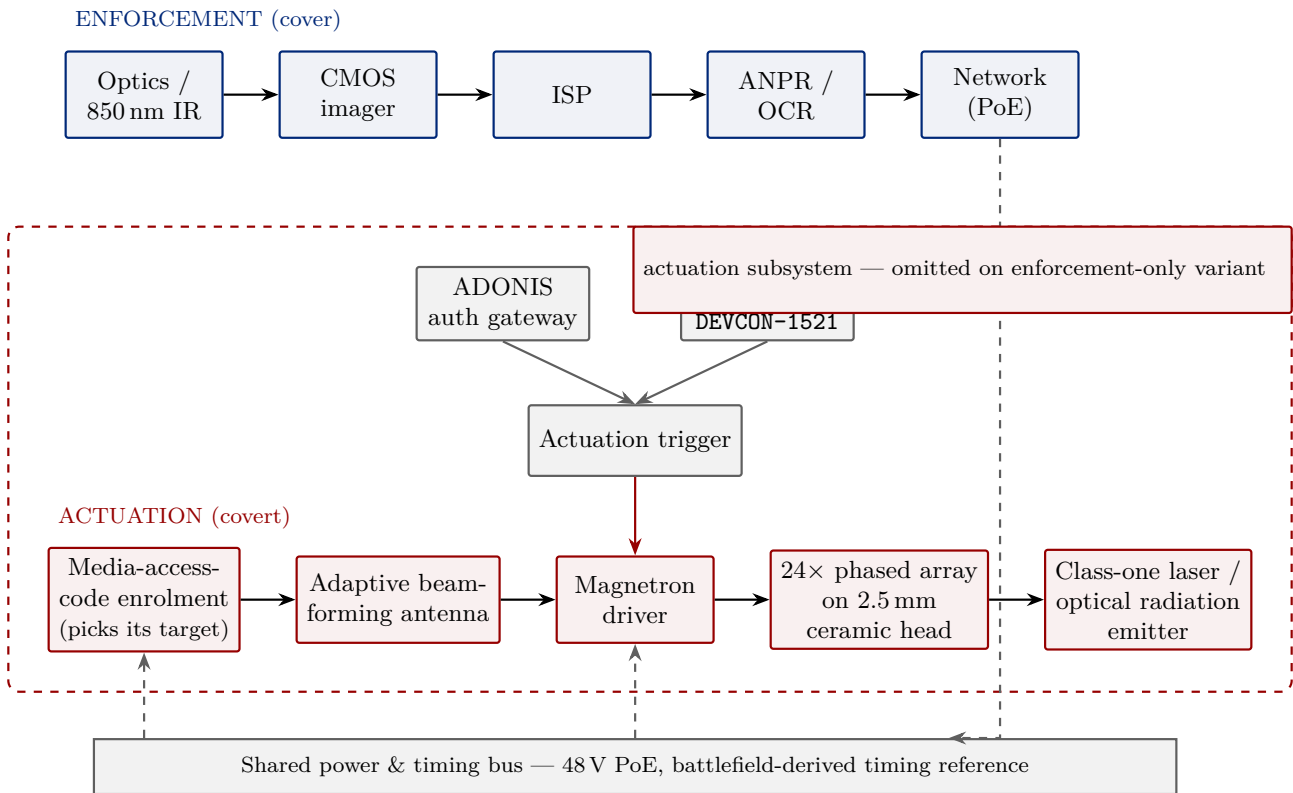 ENFORCEMENT (cover)
Optics /
850 nm IR
CMOS
imager
ISP
ANPR /
OCR
Network
(PoE)
actuation subsystem — omitted on enforcement-only variant
ADONIS
auth gateway
DEVCON-1521
Actuation trigger
ACTUATION (covert)
Media-access-
code enrolment
(picks its target)
Adaptive beam-
forming antenna
Magnetron
driver
24× phased array
on 2.5 mm
ceramic head
Class-one laser /
optical radiation
emitter
Shared power & timing bus — 48 V PoE, battlefield-derived timing reference